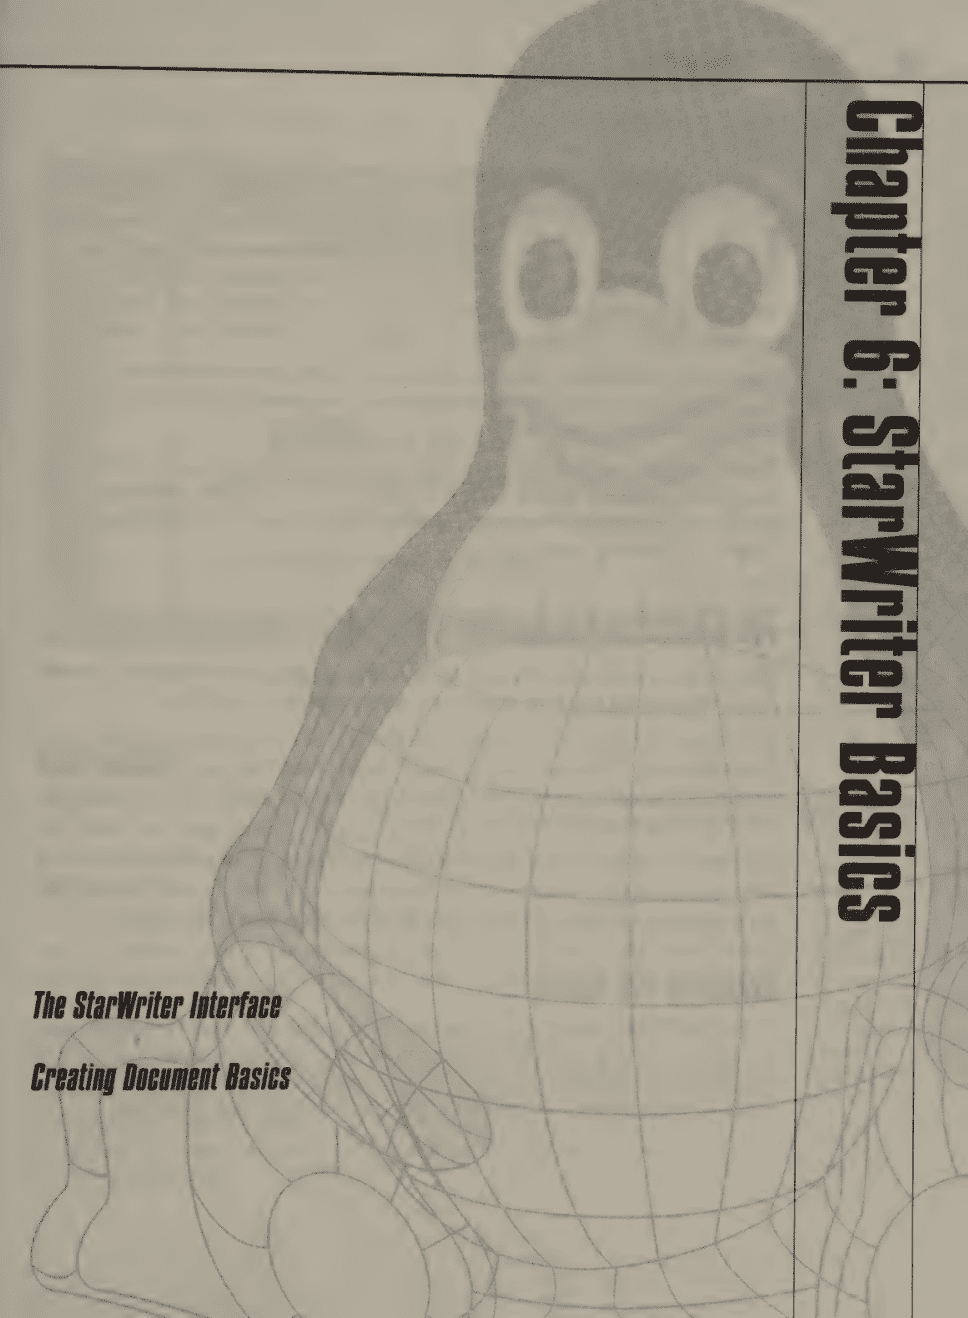 Chapter 6: StarWriter Basics
The StarWriter Interface
Creating Document Basics